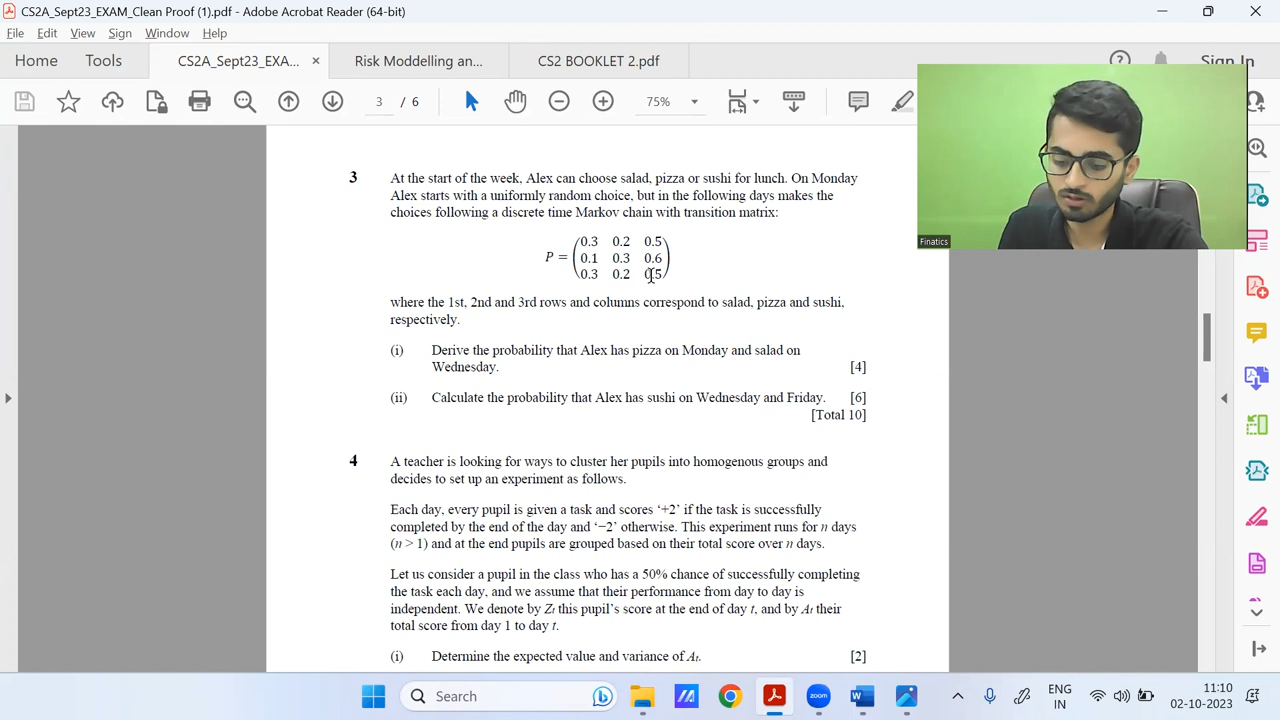 CS2A_Sept23_EXAM_Clean Proof (1).pdf - Adobe Acrobat Reader (64-bit)
File Edit View Sign Window Help
Home Tools CS2A_Sept23_EXA... × Risk Moddelling an... CS2 BOOKLET 2.pdf Sign In
3 / 6 75%
3 At the start of the week, Alex can choose salad, pizza or sushi for lunch. On Monday
Alex starts with a uniformly random choice, but in the following days makes the
choices following a discrete time Markov chain with transition matrix:
0.3 0.2 0.5
P = 0.1 0.3 0.6
0.3 0.2 0.5
where the 1st, 2nd and 3rd rows and columns correspond to salad, pizza and sushi,
respectively.
(i) Derive the probability that Alex has pizza on Monday and salad on
Wednesday. [4]
(ii) Calculate the probability that Alex has sushi on Wednesday and Friday. [6]
[Total 10]
4 A teacher is looking for ways to cluster her pupils into homogenous groups and
decides to set up an experiment as follows.
Each day, every pupil is given a task and scores ‘+2’ if the task is successfully
completed by the end of the day and ‘−2’ otherwise. This experiment runs for n days
(n > 1) and at the end pupils are grouped based on their total score over n days.
Let us consider a pupil in the class who has a 50% chance of successfully completing
the task each day, and we assume that their performance from day to day is
independent. We denote by Zt this pupil’s score at the end of day t, and by At their
total score from day 1 to day t.
(i) Determine the expected value and variance of At. [2]
Finatics
Search
zoom
ENG
IN
11:10
02-10-2023